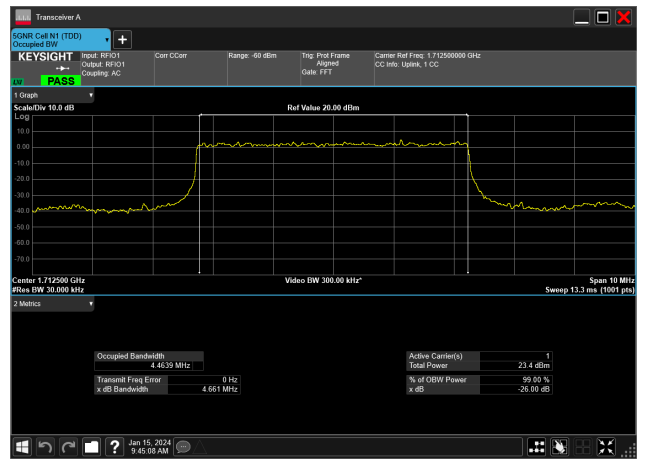 Transceiver A
5GNR Cell N1 (TDD)
Occupied BW
KEYSIGHT Input: RFIO1 Corr CCorr Range: -60 dBm Trig: Prot Frame Carrier Ref Freq: 1.712500000 GHz
Output: RFIO1 Aligned CC Info: Uplink, 1 CC
Coupling: AC Gate: FFT
LXI PASS
1 Graph
Scale/Div 10.0 dB Ref Value 20.00 dBm
Log
10.0
0.00
-10.0
-20.0
-30.0
-40.0
-50.0
-60.0
-70.0
Center 1.712500 GHz Video BW 300.00 kHz* Span 10 MHz
#Res BW 30.000 kHz Sweep 13.3 ms (1001 pts)
2 Metrics
Occupied Bandwidth Active Carrier(s) 1
4.4639 MHz Total Power 23.4 dBm
Transmit Freq Error 0 Hz % of OBW Power 99.00 %
x dB Bandwidth 4.661 MHz x dB -26.00 dB
? Jan 15, 2024
9:45:08 AM